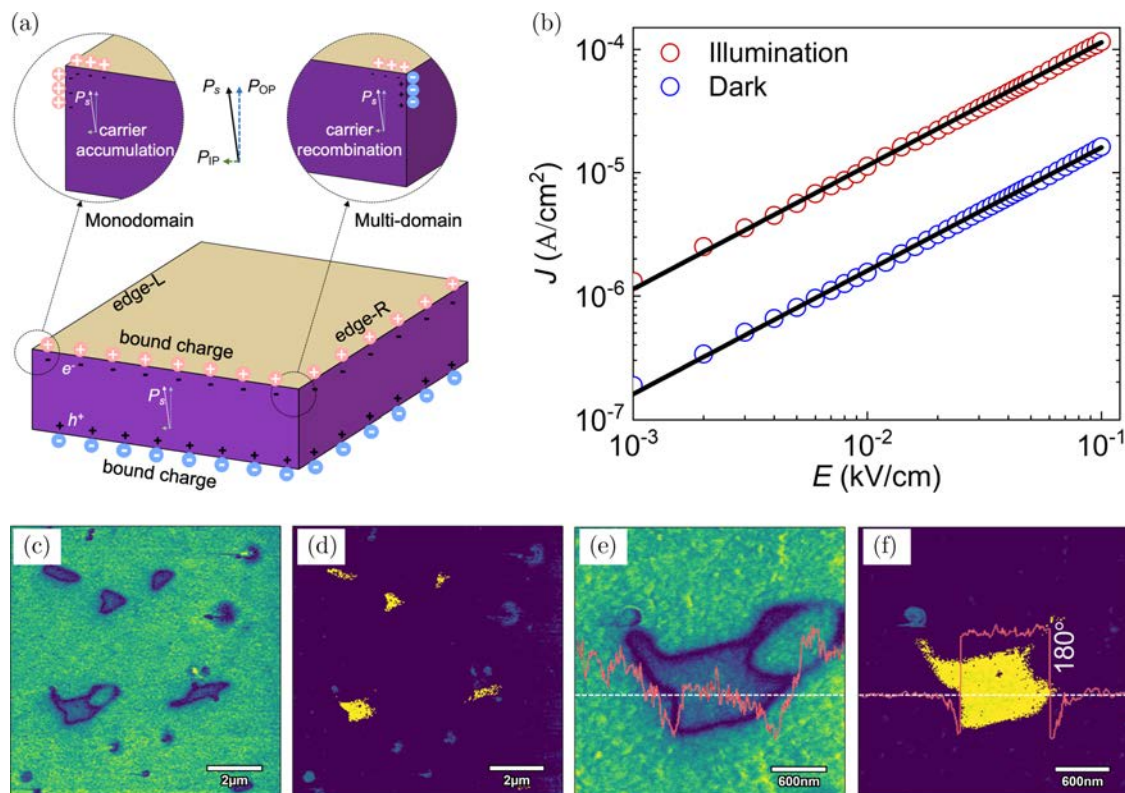 (a)
+ + + +
- - -
+
+
+
Ps
carrier
accumulation
Ps
POP
PIP
+ + +
- - -
+ −
+ −
+ −
Ps
carrier
recombination
Monodomain
Multi-domain
edge-L
edge-R
bound charge
e-
Ps
h+
bound charge
(b)
Illumination
Dark
10-4
10-5
10-6
10-7
J (A/cm2)
10-3
10-2
10-1
E (kV/cm)
(c)
2μm
(d)
2μm
(e)
600nm
(f)
180°
600nm